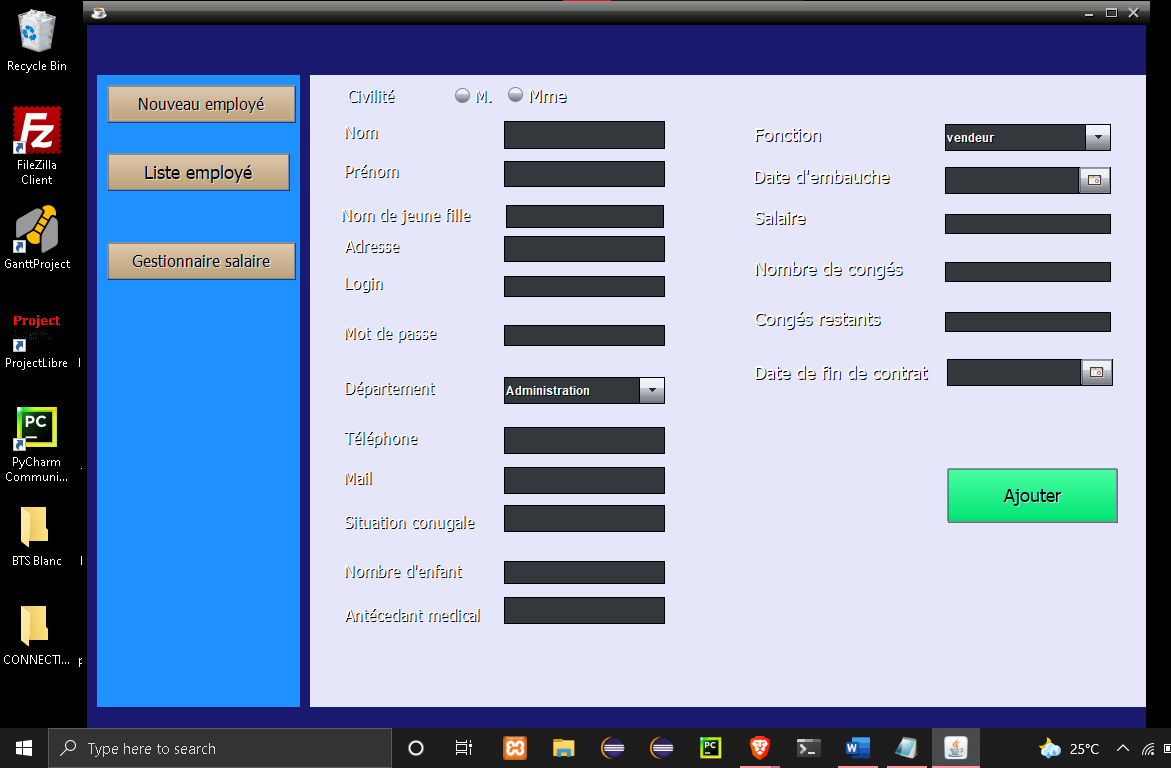 Recycle Bin
FileZilla
Client
GanttProject
Project
ProjectLibre
PC
PyCharm
Communi...
BTS Blanc
CONNECTI...
Nouveau employé
Liste employé
Gestionnaire salaire
Civilité M. Mme
Nom
Prénom
Nom de jeune fille
Adresse
Login
Mot de passe
Département Administration
Téléphone
Mail
Situation conugale
Nombre d'enfant
Antécedant medical
Fonction vendeur
Date d'embauche
Salaire
Nombre de congés
Congés restants
Date de fin de contrat
Ajouter
Type here to search
PC
W
25°C